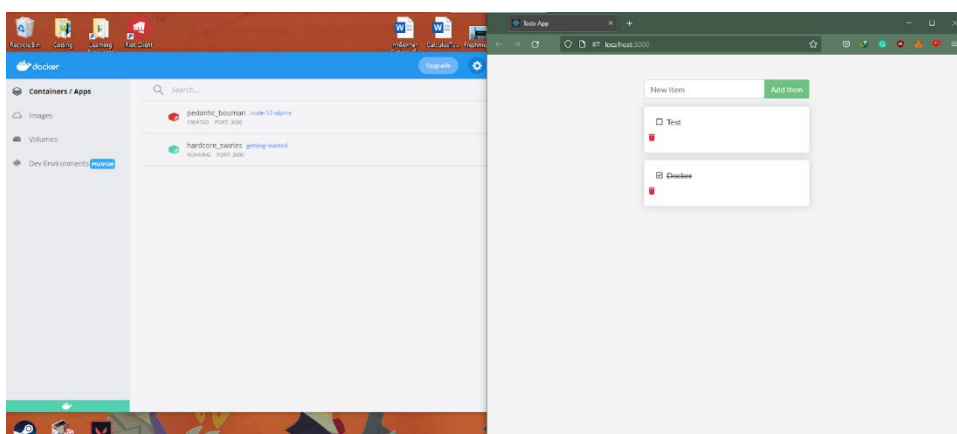 Recycle Bin
Coding
Learning
Riot Client
docker
Upgrade
Containers / Apps
Images
Volumes
Dev Environments PREVIEW
Search...
pedantic_bouman node:12-alpine
CREATED PORT: 3000
hardcore_swirles getting-started
RUNNING PORT: 3000
Todo App
localhost:3000
New Item
Add Item
Test
Docker